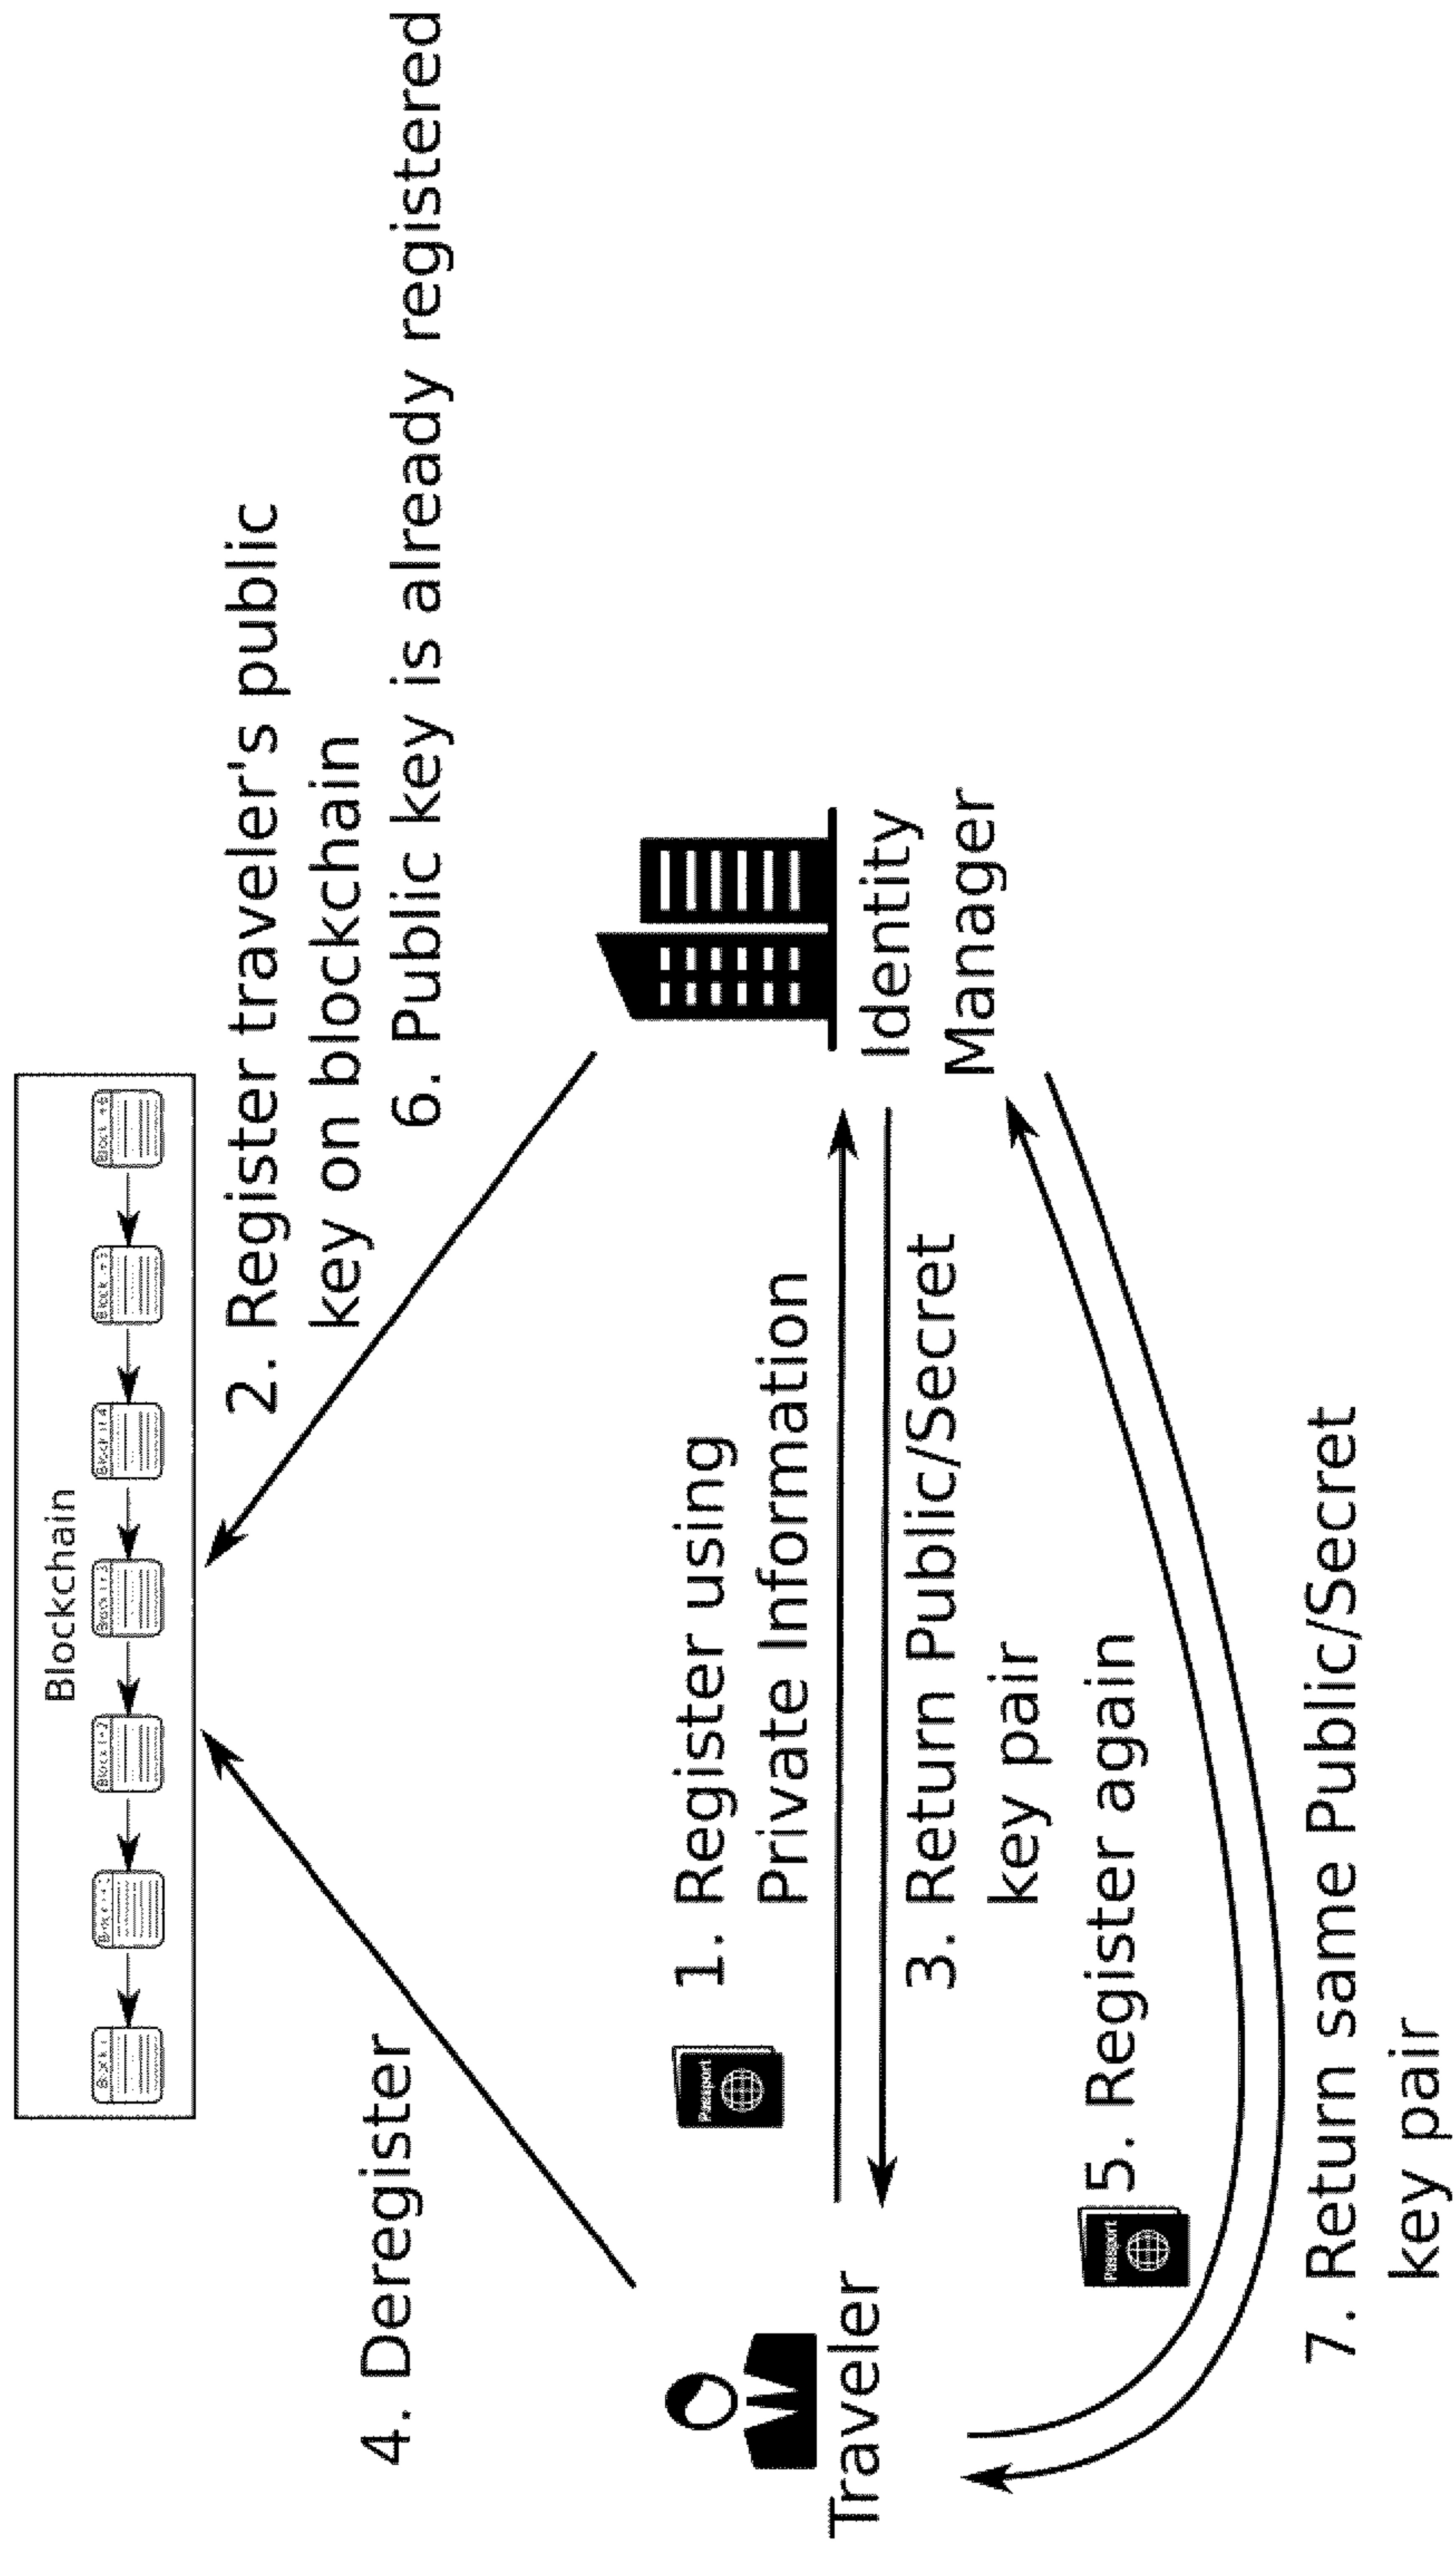 Blockchain
2. Register traveler's public
key on blockchain
6. Public key is already registered
4. Deregister
Passport
1. Register using
Private Information
Traveler
Identity
Manager
3. Return Public/Secret
key pair
Passport
5. Register again
7. Return same Public/Secret
key pair